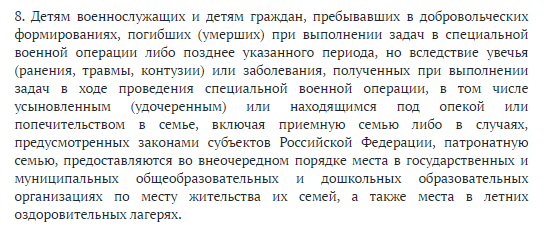 8. Детям военнослужащих и детям граждан, пребывавших в добровольческих
формированиях, погибших (умерших) при выполнении задач в специальной
военной операции либо позднее указанного периода, но вследствие увечья
(ранения, травмы, контузии) или заболевания, полученных при выполнении
задач в ходе проведения специальной военной операции, в том числе
усыновленным (удочеренным) или находящимся под опекой или
попечительством в семье, включая приемную семью либо в случаях,
предусмотренных законами субъектов Российской Федерации, патронатную
семью, предоставляются во внеочередном порядке места в государственных и
муниципальных общеобразовательных и дошкольных образовательных
организациях по месту жительства их семей, а также места в летних
оздоровительных лагерях.